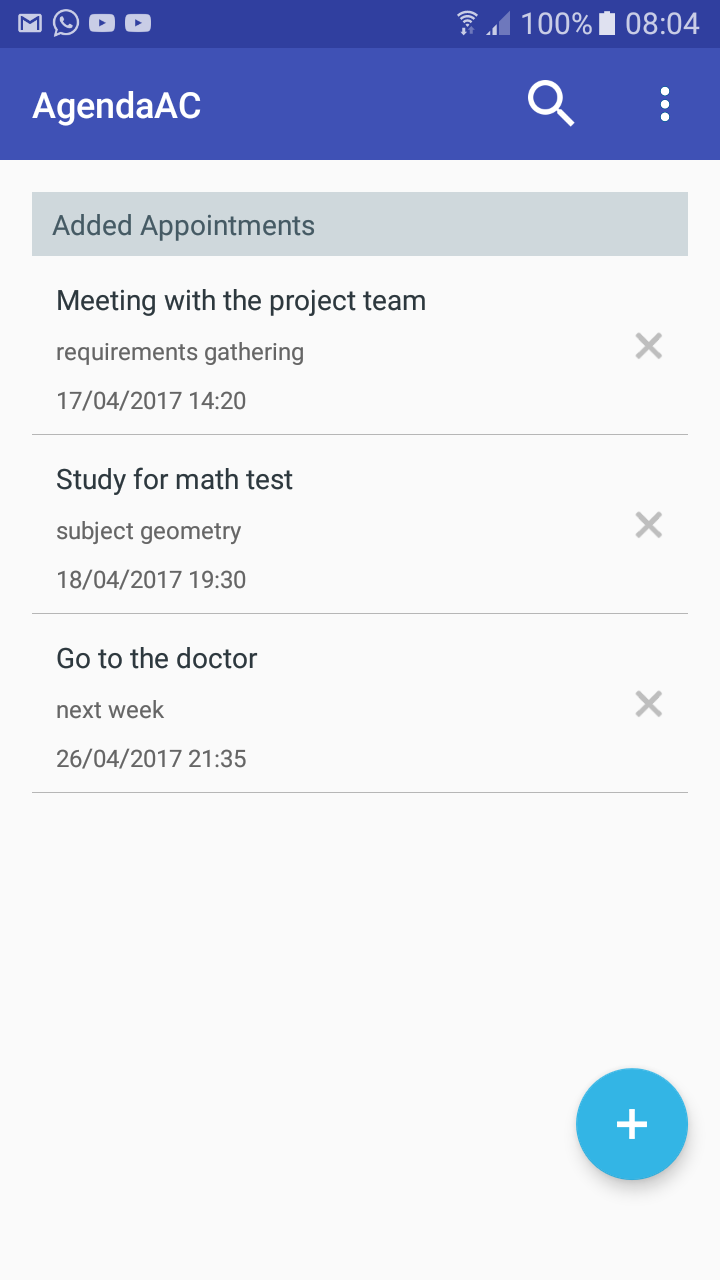 100% 08:04
AgendaAC
Added Appointments
Meeting with the project team
requirements gathering
17/04/2017 14:20
Study for math test
subject geometry
18/04/2017 19:30
Go to the doctor
next week
26/04/2017 21:35